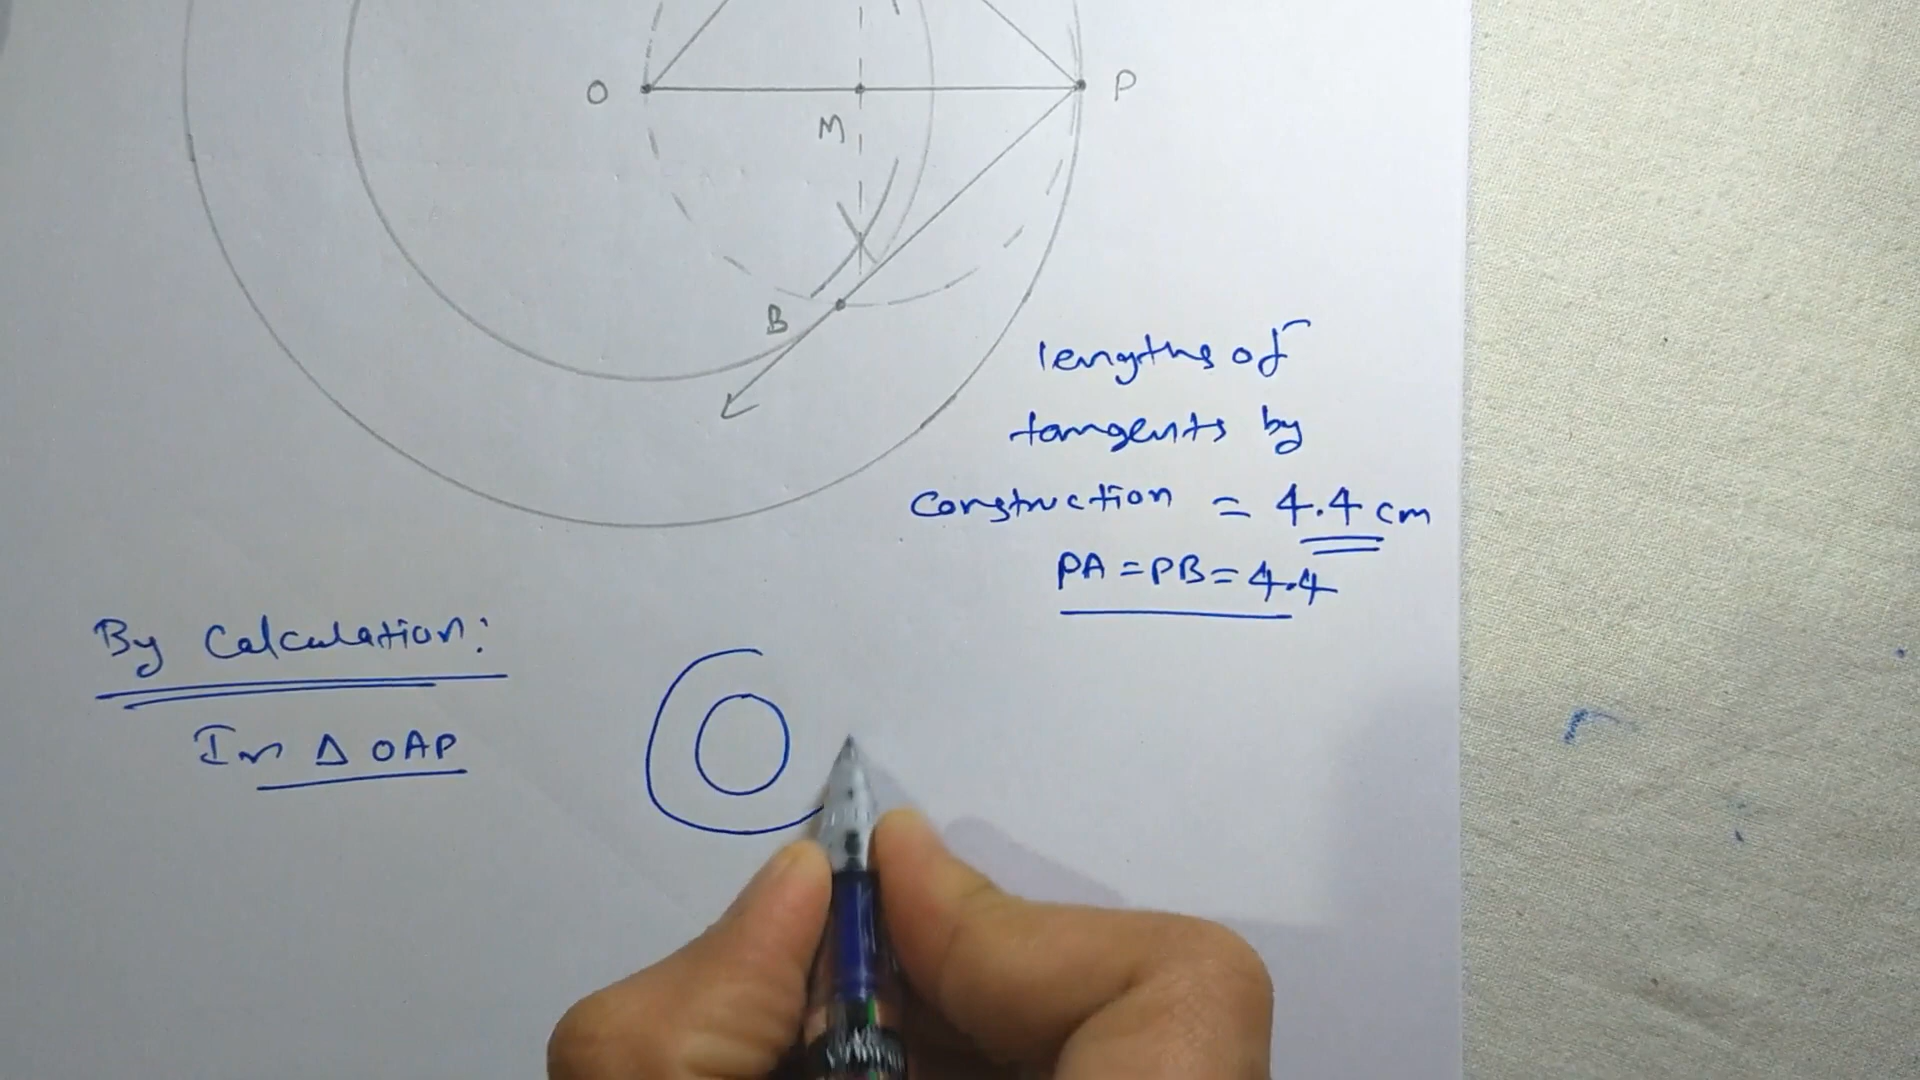 O
P
M
B
lengths of
tangents by
Construction = 4.4 cm
PA = PB = 4.4
By Calculation:
In Δ OAP